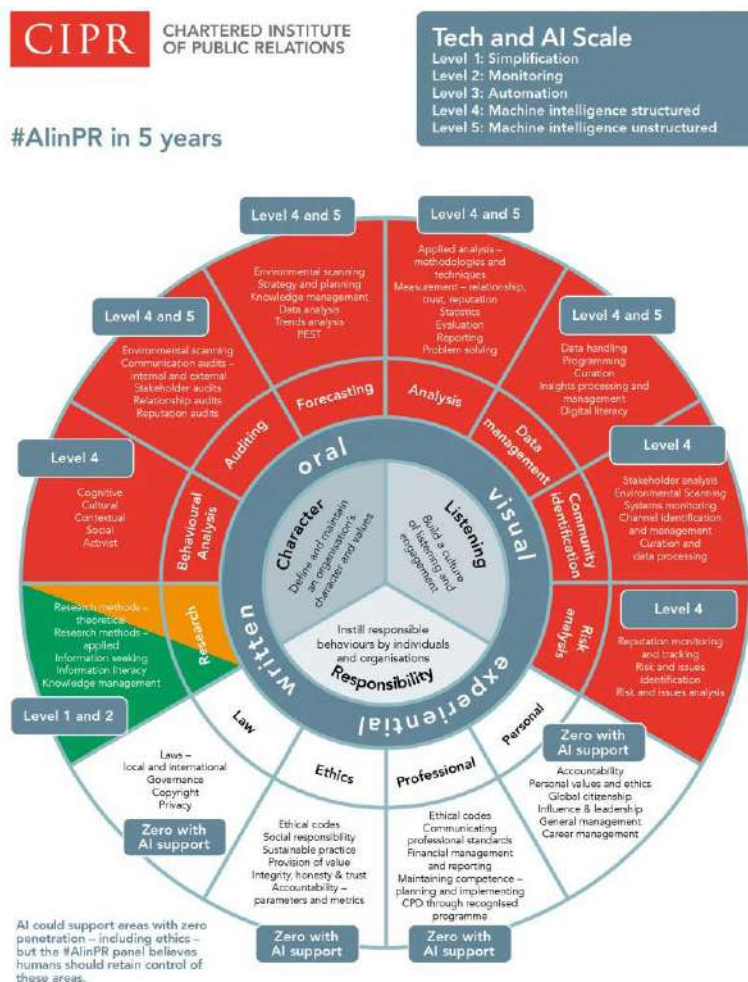 CIPR
CHARTERED INSTITUTE
OF PUBLIC RELATIONS
Tech and AI Scale
Level 1: Simplification
Level 2: Monitoring
Level 3: Automation
Level 4: Machine intelligence structured
Level 5: Machine intelligence unstructured
#AIinPR in 5 years
Level 4 and 5
Environmental scanning
Strategy and planning
Knowledge management
Data analysis
Trends analysis
PEST
Forecasting
Level 4 and 5
Applied analysis –
methodologies and
techniques
Measurement – relationship,
trust, reputation
Statistics
Evaluation
Reporting
Problem solving
Analysis
Level 4 and 5
Data handling
Programming
Curation
Insights processing and
management
Digital literacy
Data
management
Level 4
Stakeholder analysis
Environmental Scanning
Systems monitoring
Channel identification
and management
Curation and
data processing
Community
identification
Level 4
Reputation monitoring
and tracking
Risk and issues
identification
Risk and issues analysis
Risk
analysis
Zero with
AI support
Accountability
Personal values and ethics
Global citizenship
Influence & leadership
General management
Career management
Personal
Professional
Ethical codes
Communicating
professional standards
Financial management
and reporting
Maintaining competence –
planning and implementing
CPD through recognised
programme
Zero with
AI support
Ethics
Ethical codes
Social responsibility
Sustainable practice
Provision of value
Integrity, honesty & trust
Accountability –
parameters and metrics
Zero with
AI support
Law
Laws –
local and international
Governance
Copyright
Privacy
Zero with
AI support
Research
Research methods –
theoretical
Research methods –
applied
Information seeking
Information literacy
Knowledge management
Level 1 and 2
Level 4
Cognitive
Cultural
Contextual
Social
Activist
Behavioural
Analysis
Level 4 and 5
Environmental scanning
Communication audits –
internal and external
Stakeholder audits
Relationship audits
Reputation audits
Auditing
oral
visual
experiential
written
Character
Define and maintain
an organisation's
character and values
Listening
Build a culture
of listening and
engagement
Instill responsible
behaviours by individuals
and organisations
Responsibility
AI could support areas with zero
penetration – including ethics –
but the #AIinPR panel believes
humans should retain control of
these areas.